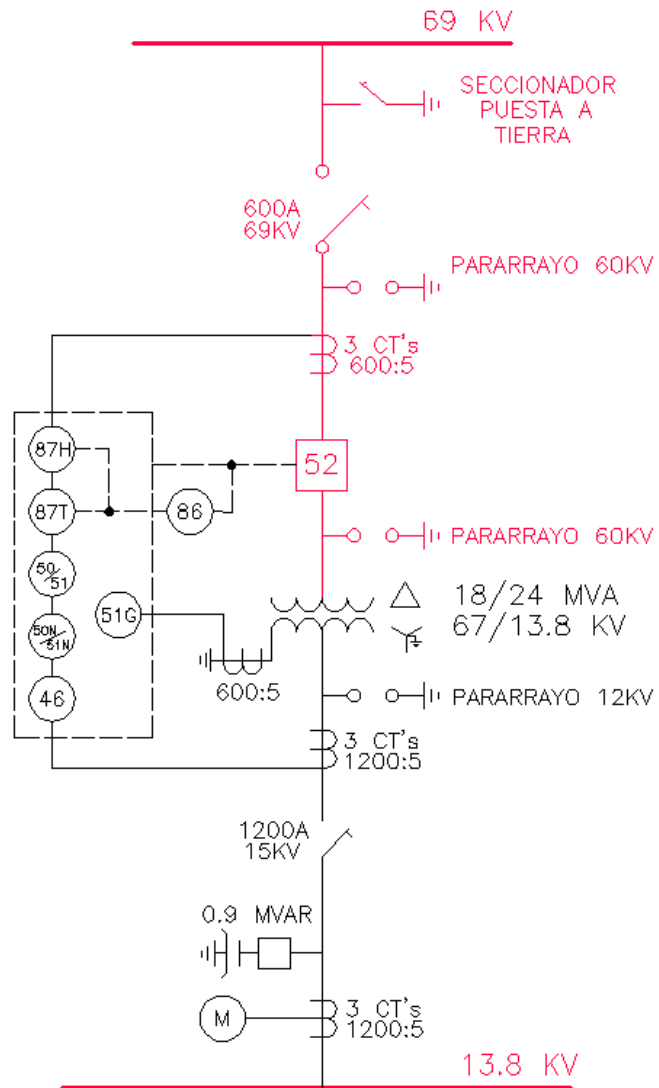 69 KV
SECCIONADOR
PUESTA A
TIERRA
600A
69KV
PARARRAYO 60KV
3 CT's
600:5
87H
52
87T
86
PARARRAYO 60KV
50/51
18/24 MVA
51G
67/13.8 KV
50N/51N
600:5
46
PARARRAYO 12KV
3 CT's
1200:5
1200A
15KV
0.9 MVAR
M
3 CT's
1200:5
13.8 KV